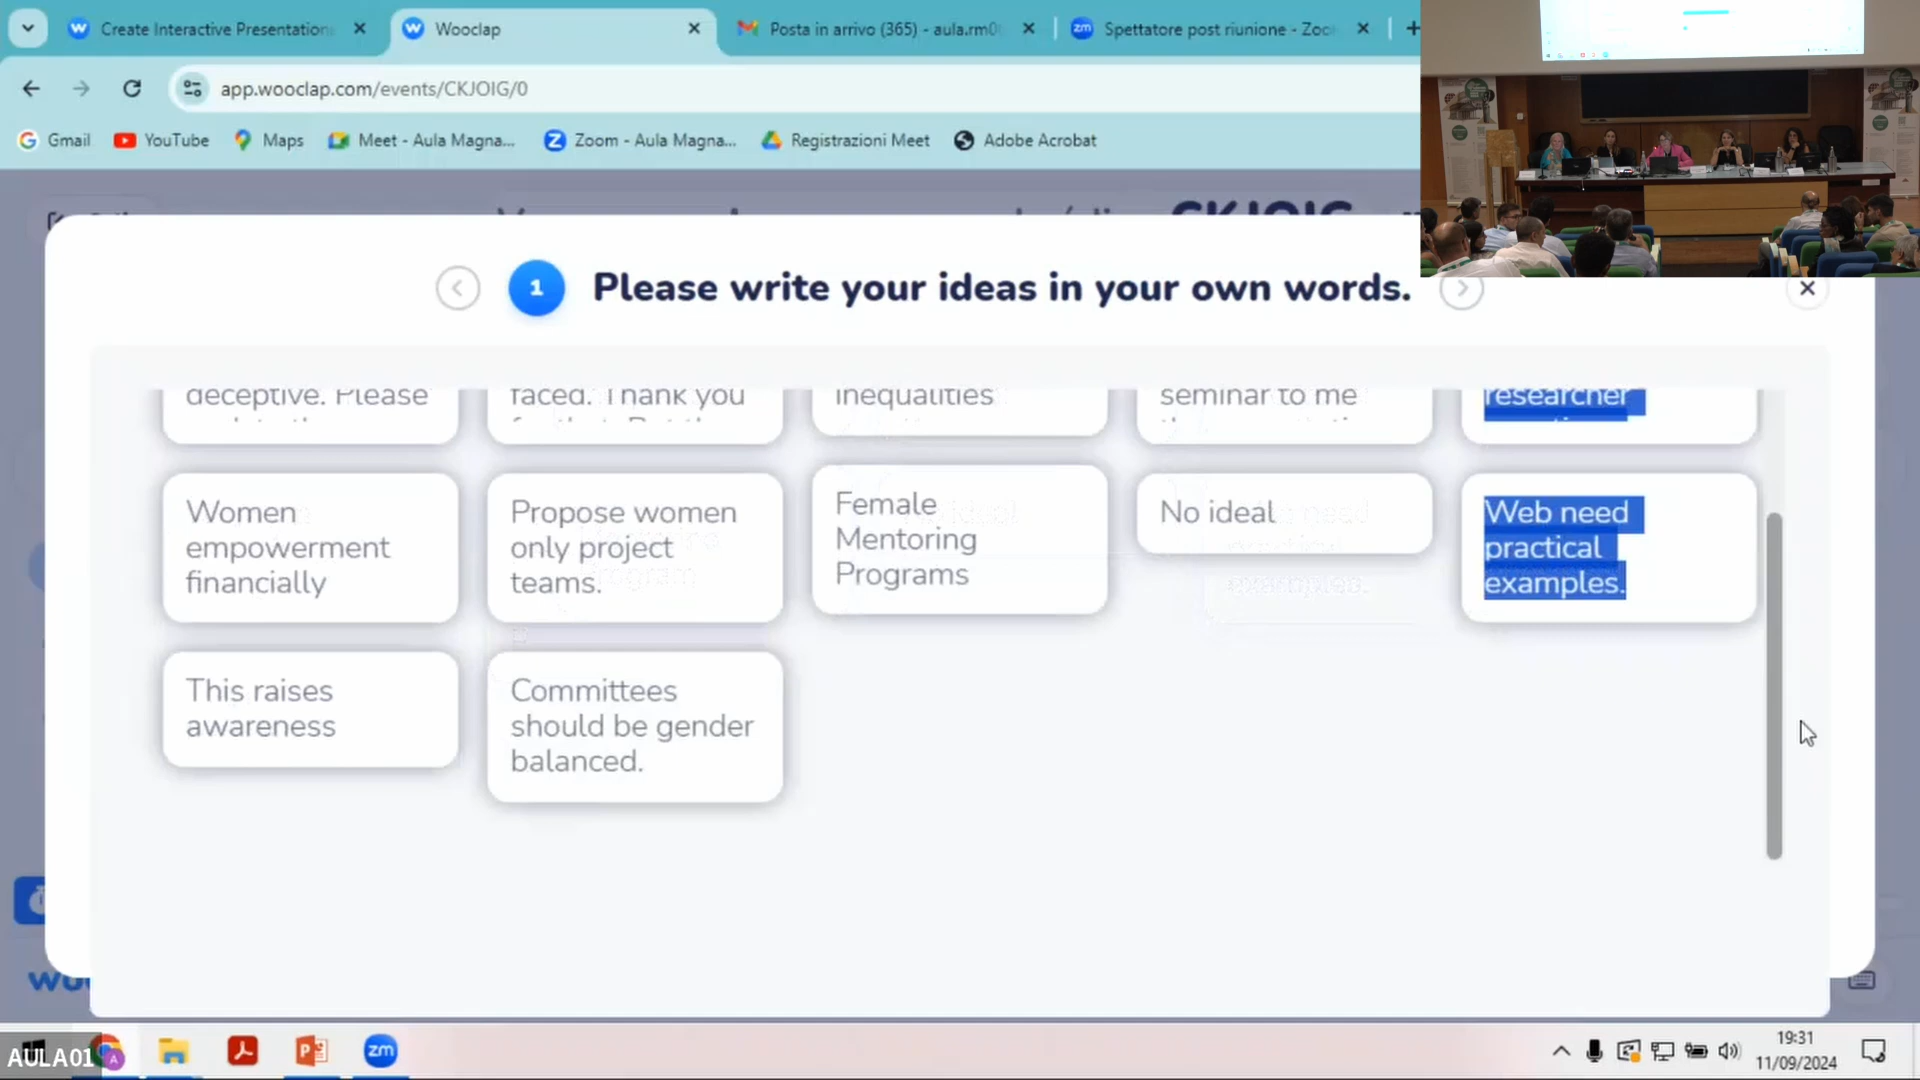 Create Interactive Presentation
Wooclap
Posta in arrivo (365) - aula.rm0
Spettatore post riunione - Zoo
app.wooclap.com/events/CKJOIG/0
Gmail
YouTube
Maps
Meet - Aula Magna...
Zoom - Aula Magna...
Registrazioni Meet
Adobe Acrobat
CKJOIG
1
Please write your ideas in your own words.
deceptive. Please
faced. Thank you
inequalities
seminar to me
researcher
Women
empowerment
financially
Propose women
only project
teams.
Female
Mentoring
Programs
No ideal
Web need
practical
examples.
This raises
awareness
Committees
should be gender
balanced.
AULA01
zm
19:31
11/09/2024